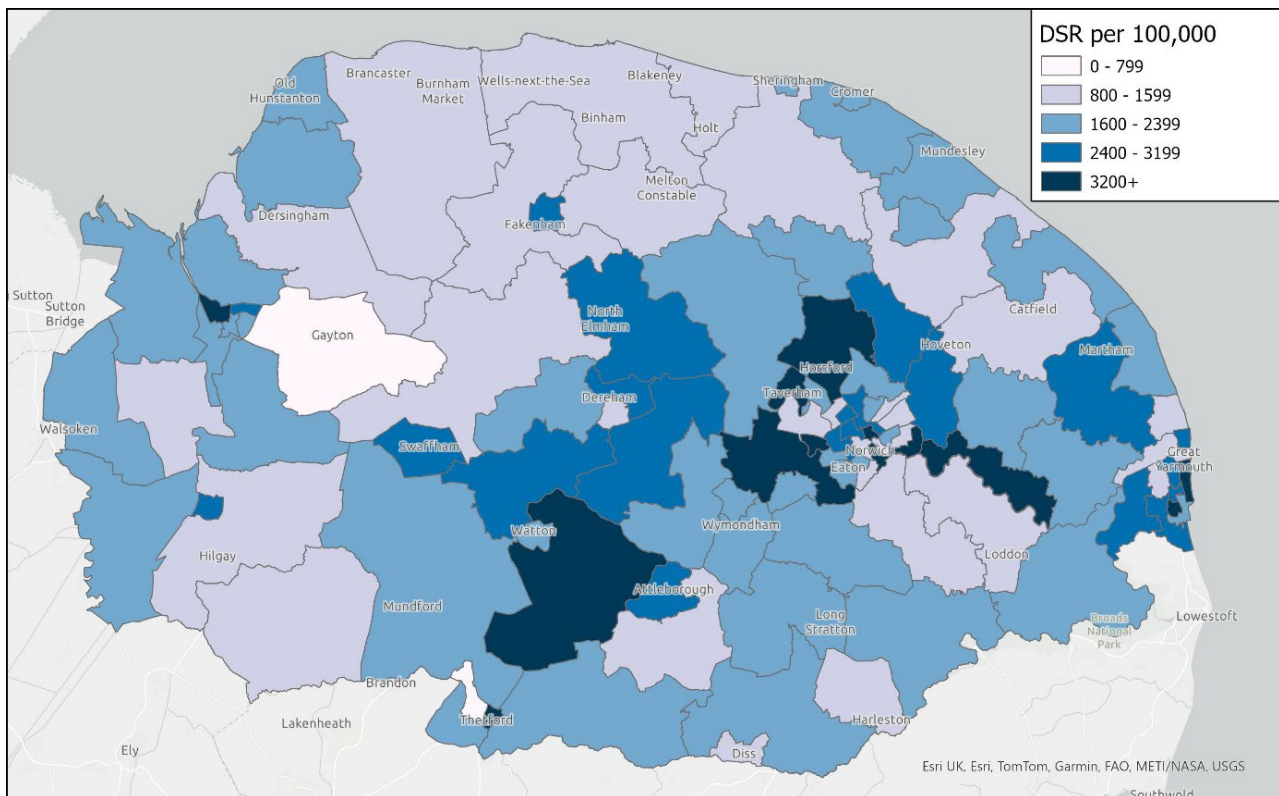 DSR per 100,000
0 - 799
800 - 1599
1600 - 2399
2400 - 3199
3200+
Old
Hunstanton
Brancaster
Burnham
Market
Wells-next-the-Sea
Blakeney
Sheringham
Cromer
Binham
Holt
Mundesley
Melton
Constable
Dersingham
Fakenham
Sutton
Sutton
Bridge
Gayton
North
Elmham
Catfield
Hoveton
Martham
Horsford
Taverham
Dereham
Walsoken
Swaffham
Norwich
Eaton
Great
Yarmouth
Watton
Wymondham
Hilgay
Loddon
Attleborough
Mundford
Long
Stratton
Broads
National
Park
Lowestoft
Brandon
Lakenheath
Thetford
Harleston
Ely
Diss
Esri UK, Esri, TomTom, Garmin, FAO, METI/NASA, USGS
Southwold